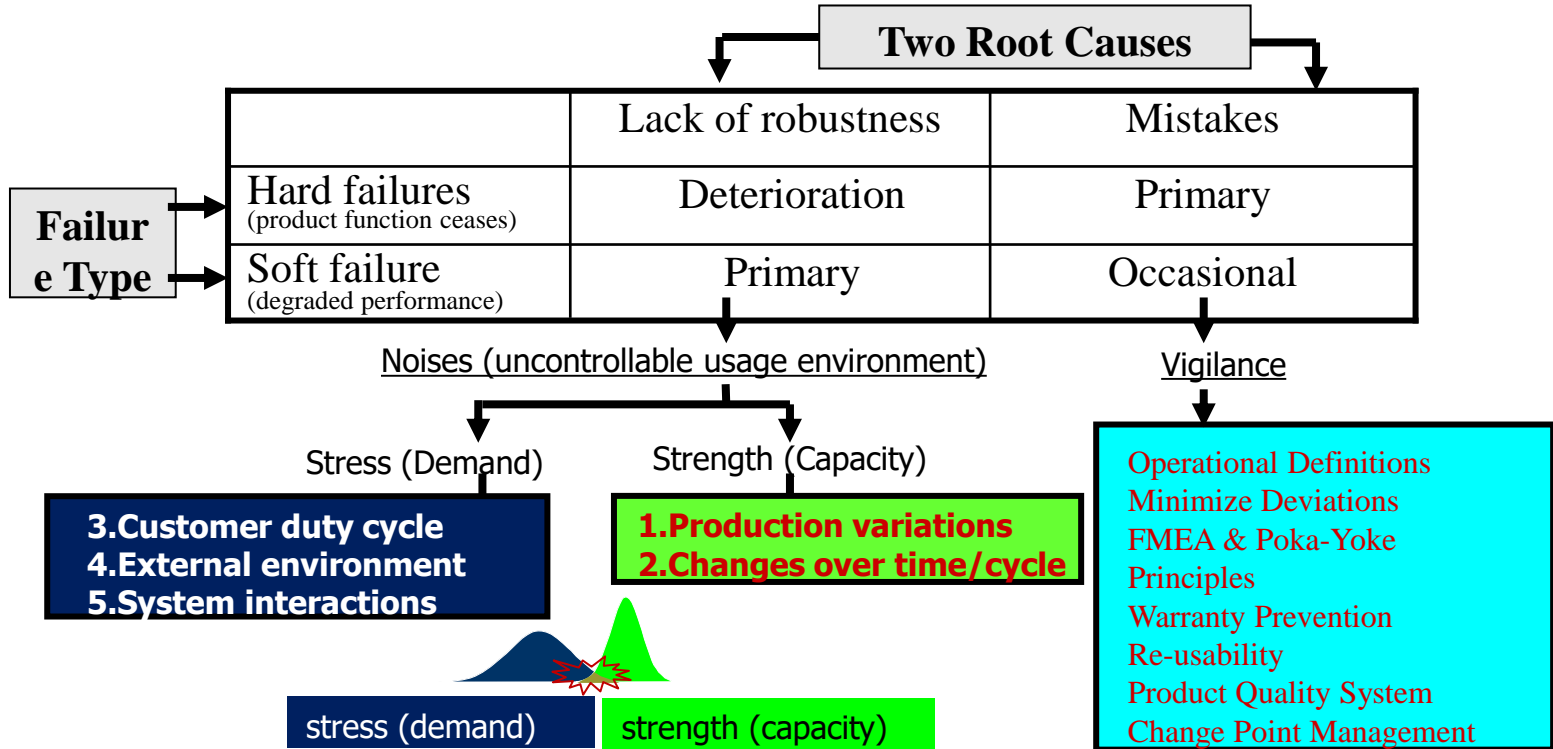 Two Root Causes
Lack of robustness
Mistakes
Failur
e Type
Hard failures
(product function ceases)
Deterioration
Primary
Soft failure
(degraded performance)
Primary
Occasional
Noises (uncontrollable usage environment)
Vigilance
Stress (Demand)
Strength (Capacity)
3.Customer duty cycle
4.External environment
5.System interactions
1.Production variations
2.Changes over time/cycle
Operational Definitions
Minimize Deviations
FMEA & Poka-Yoke
Principles
Warranty Prevention
Re-usability
Product Quality System
Change Point Management
stress (demand)
strength (capacity)